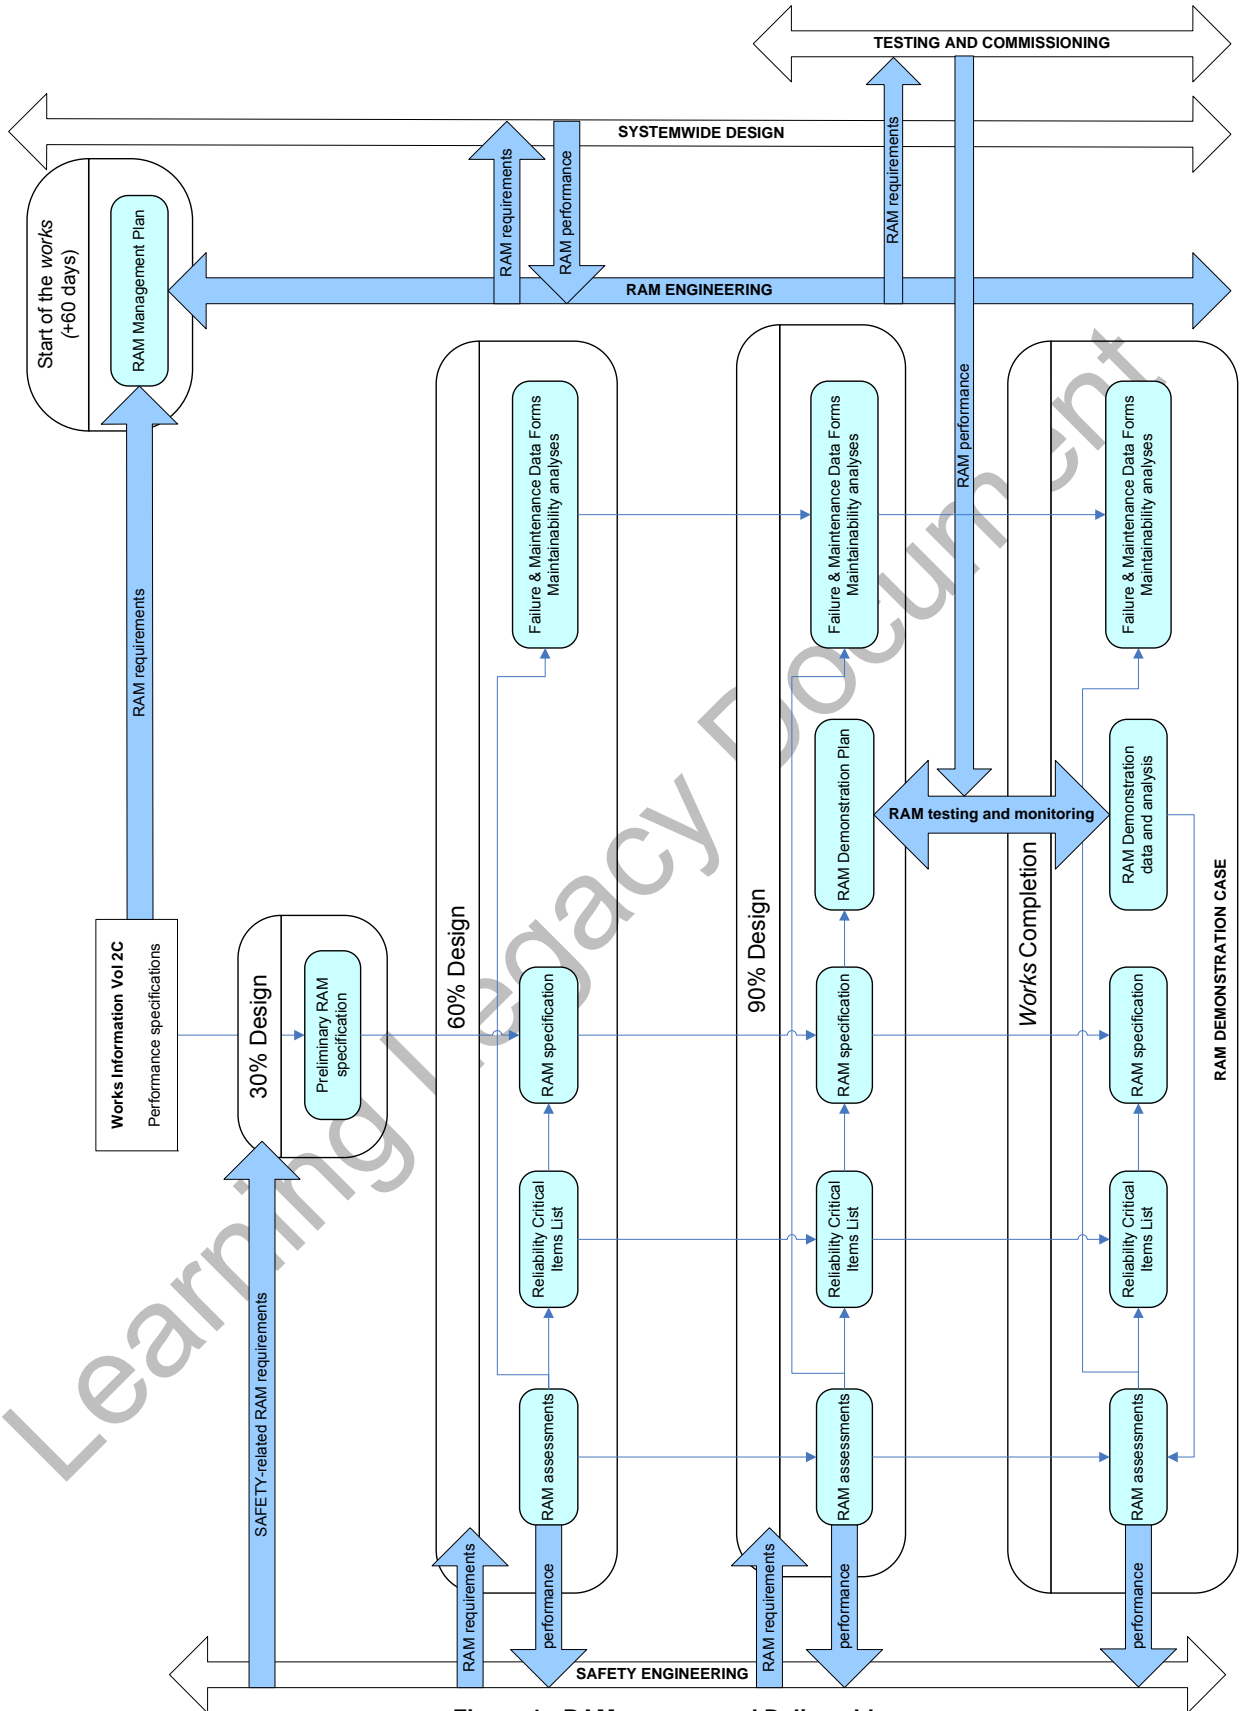 TESTING AND COMMISSIONING
SYSTEMWIDE DESIGN
Start of the works
(+60 days)
RAM Management Plan
RAM requirements
RAM performance
RAM requirements
RAM ENGINEERING
RAM requirements
RAM performance
Works Information Vol 2C
Performance specifications
30% Design
Preliminary RAM
specification
SAFETY-related RAM requirements
60% Design
Failure & Maintenance Data Forms
Maintainability analyses
RAM specification
Reliability Critical
Items List
RAM assessments
RAM requirements
performance
90% Design
Failure & Maintenance Data Forms
Maintainability analyses
RAM Demonstration Plan
RAM specification
Reliability Critical
Items List
RAM assessments
RAM requirements
performance
RAM testing and monitoring
Works Completion
Failure & Maintenance Data Forms
Maintainability analyses
RAM Demonstration
data and analysis
RAM specification
Reliability Critical
Items List
RAM assessments
performance
RAM DEMONSTRATION CASE
SAFETY ENGINEERING
Learning Legacy Document